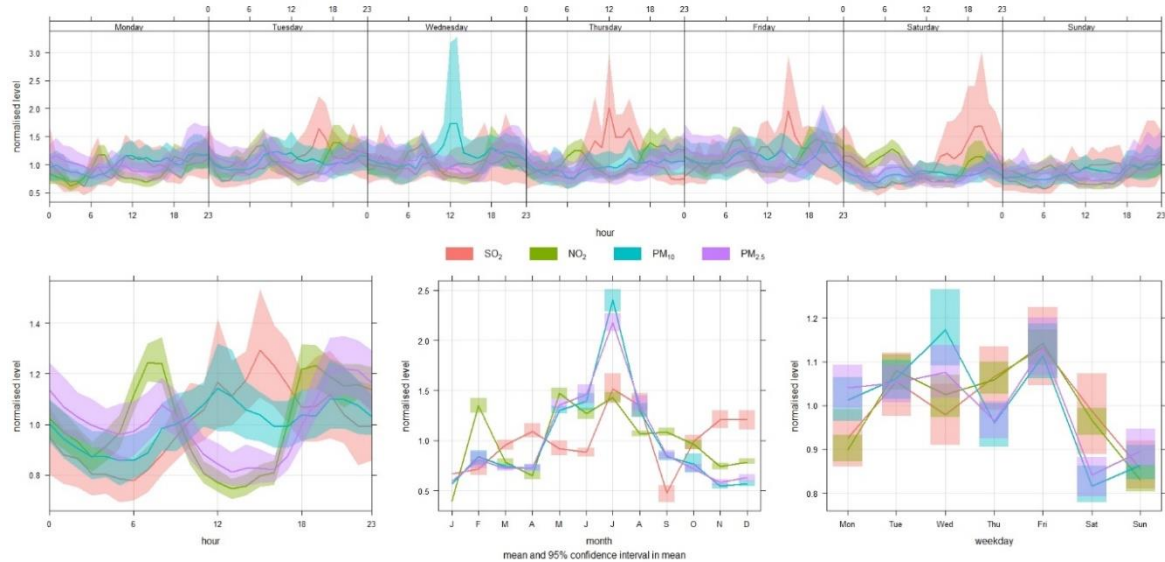 0 6 12 18 23 0 6 12 18 23 0 6 12 18 23
Monday Tuesday Wednesday Thursday Friday Saturday Sunday
normalised level
3.0
2.5
2.0
1.5
1.0
0.5
0 6 12 18 23 0 6 12 18 23 0 6 12 18 23 0 6 12 18 23
hour
SO2 NO2 PM10 PM2.5
normalised level
1.4
1.2
1.0
0.8
0 6 12 18 23
hour
normalised level
2.5
2.0
1.5
1.0
0.5
J F M A M J J A S O N D
month
mean and 95% confidence interval in mean
normalised level
1.2
1.1
1.0
0.9
0.8
Mon Tue Wed Thu Fri Sat Sun
weekday